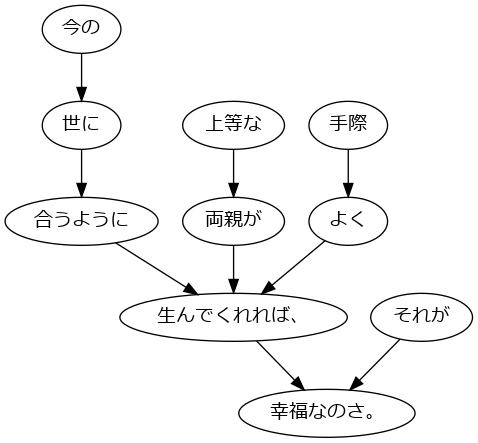 今の
世に
上等な
手際
合うように
両親が
よく
生んでくれれば、
それが
幸福なのさ。